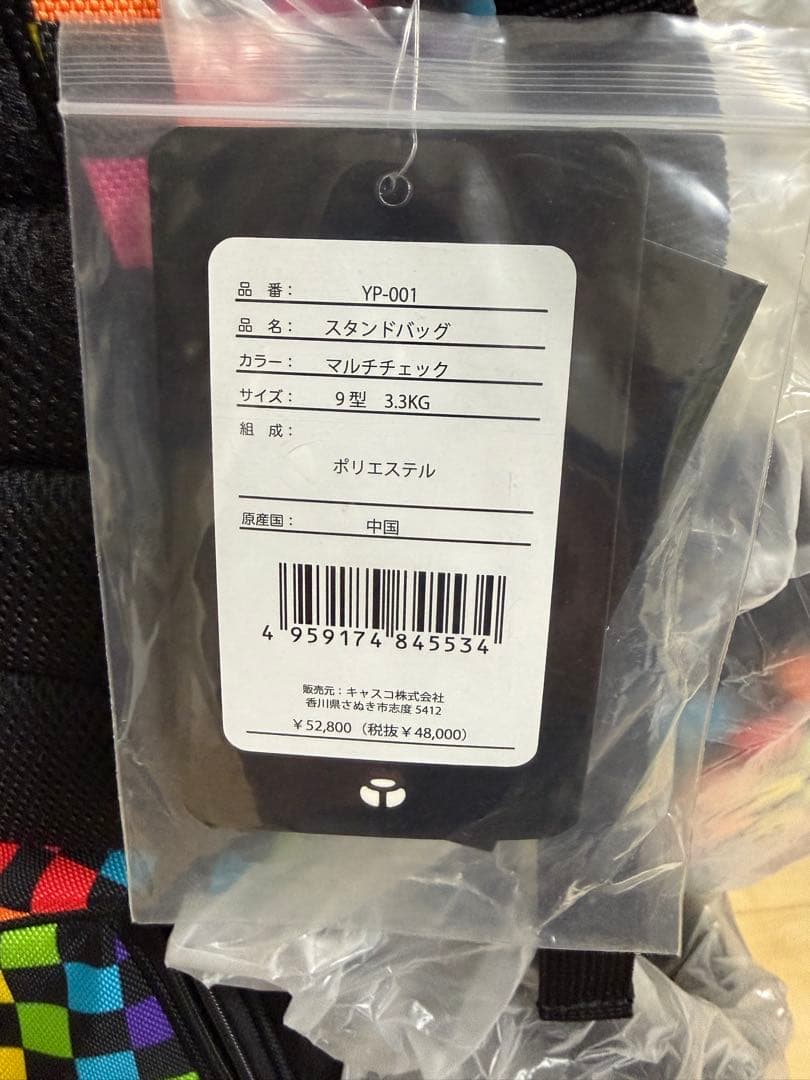 品 番： YP-001
品 名： スタンドバッグ
カラー： マルチチェック
サイズ： 9型 3.3KG
組 成：
ポリエステル
原産国： 中国
4 959174 845534
販売元：キャスコ株式会社
香川県さぬき市志度 5412
￥52,800（税抜￥48,000）